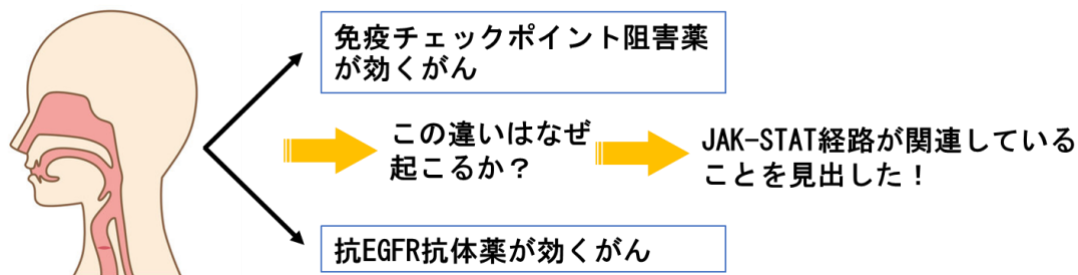 免疫チェックポイント阻害薬
が効くがん
この違いはなぜ
起こるか？
JAK-STAT経路が関連している
ことを見出した！
抗EGFR抗体薬が効くがん